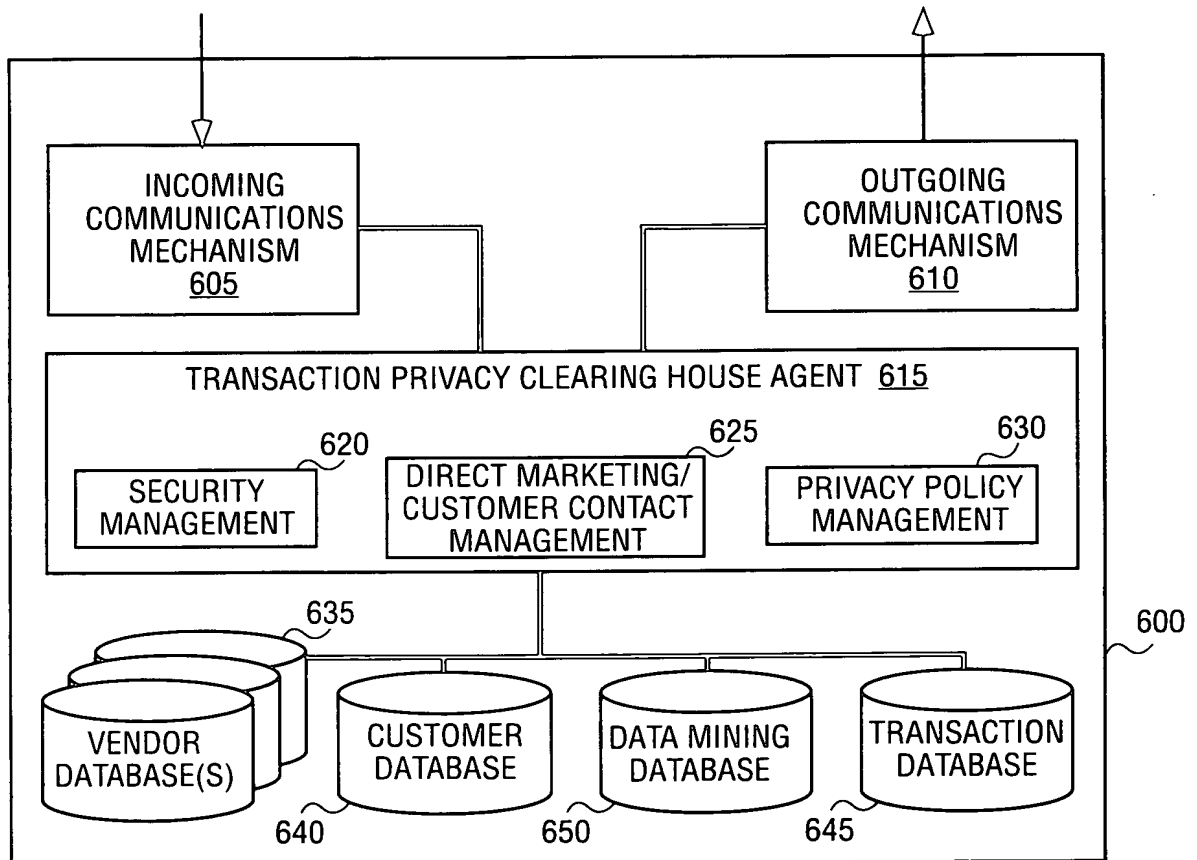 INCOMING
COMMUNICATIONS
MECHANISM
605
OUTGOING
COMMUNICATIONS
MECHANISM
610
TRANSACTION PRIVACY CLEARING HOUSE AGENT 615
620
SECURITY
MANAGEMENT
625
DIRECT MARKETING/
CUSTOMER CONTACT
MANAGEMENT
630
PRIVACY POLICY
MANAGEMENT
635
600
VENDOR
DATABASE(S)
CUSTOMER
DATABASE
DATA MINING
DATABASE
TRANSACTION
DATABASE
640
650
645